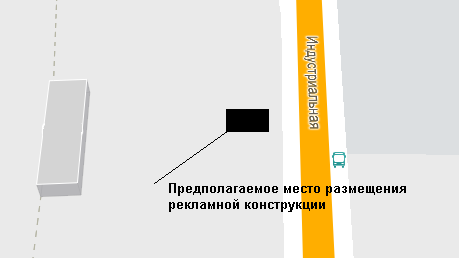 Индустриальная
Предполагаемое место размещения
рекламной конструкции